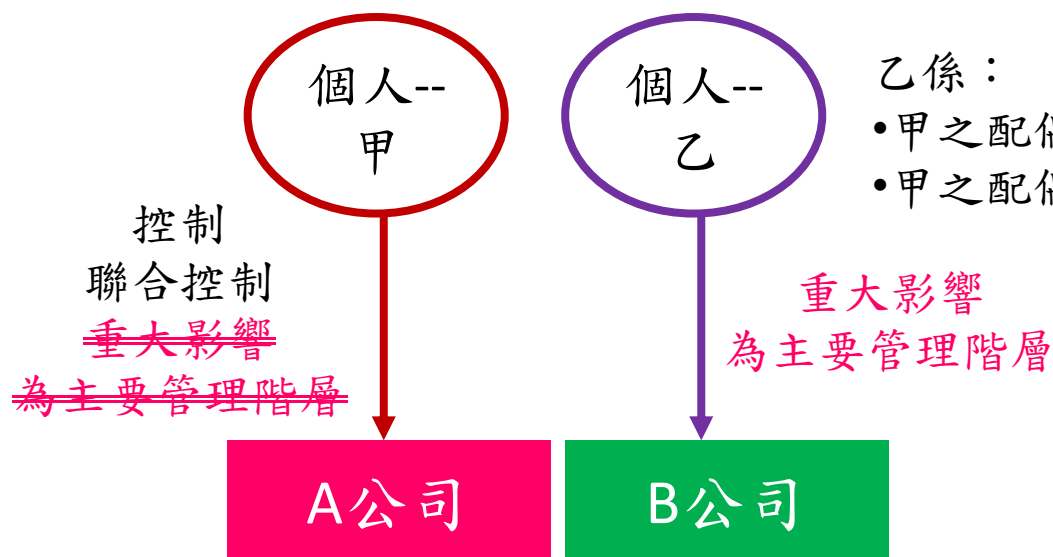 個人--
甲
個人--
乙
乙係：
•甲之配
•甲之配
控制
聯合控制
重大影響
為主要管理階層
重大影響
為主要管理階層
A公司
B公司